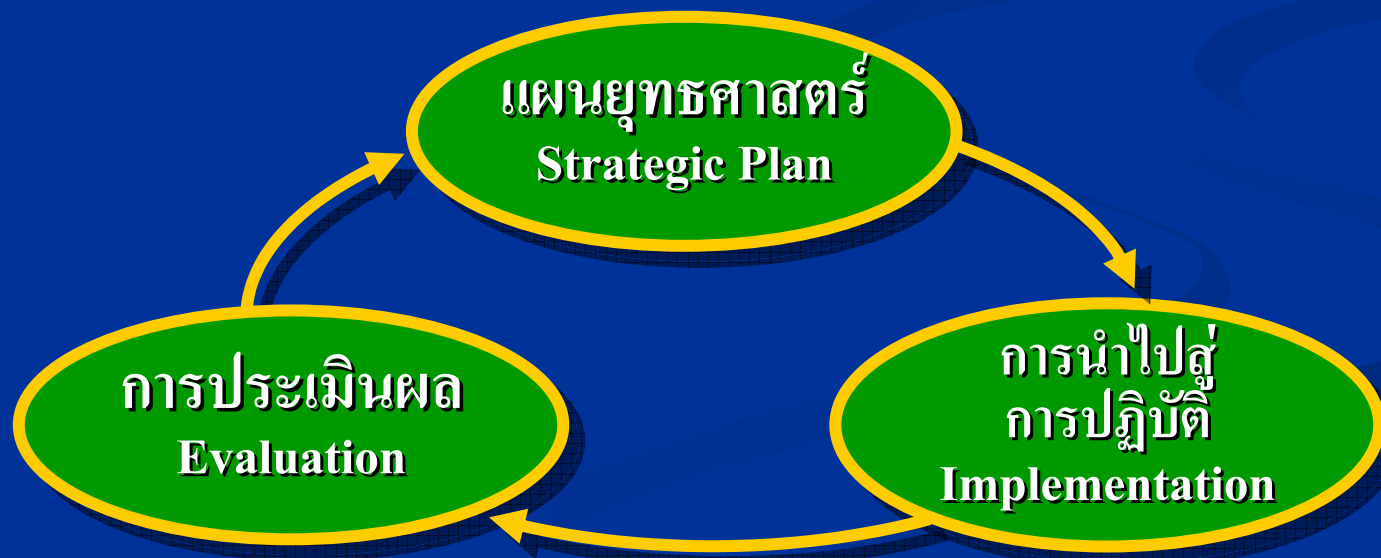 แผนยุทธศาสตร์
Strategic Plan
การนำไปสู่
การปฏิบัติ
Implementation
การประเมินผล
Evaluation